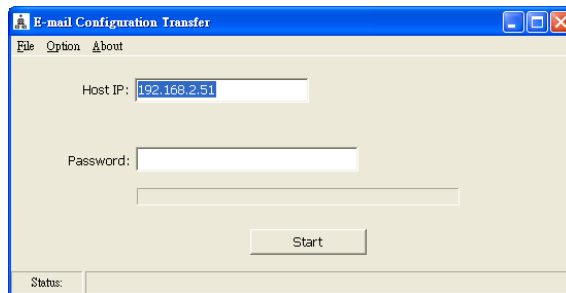 E-mail Configuration Transfer
File Option About
Host IP: 192.168.2.51
Password:
Start
Status: